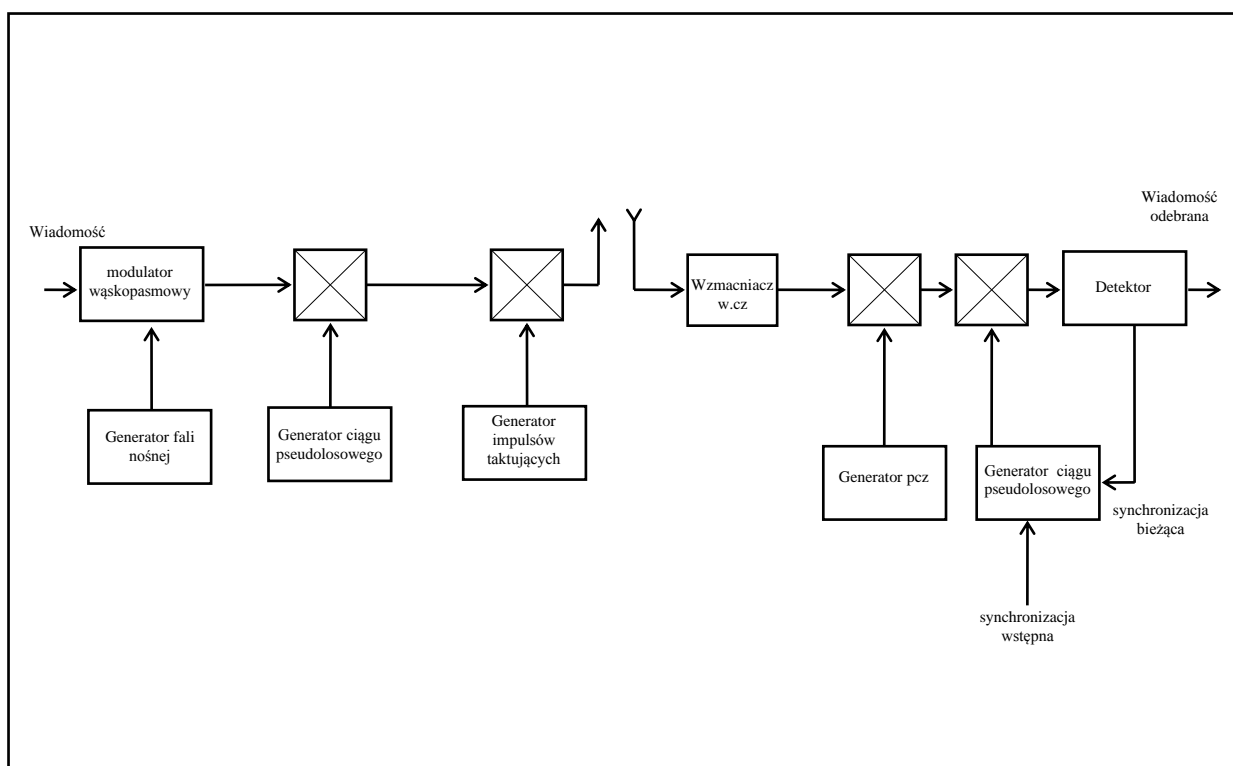 Wiadomość
modulator
wąskopasmowy
Generator fali
nośnej
Generator ciągu
pseudolosowego
Generator
impulsów
taktujących
Wzmacniacz
w.cz
Generator pcz
Generator ciągu
pseudolosowego
Detektor
Wiadomość
odebrana
synchronizacja
bieżąca
synchronizacja
wstępna